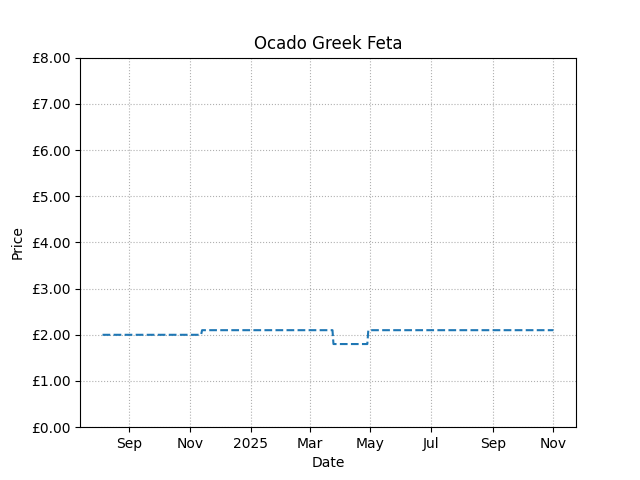 Ocado Greek Feta
£8.00
£7.00
£6.00
£5.00
£4.00
£3.00
£2.00
£1.00
£0.00
Price
Sep Nov 2025 Mar May Jul Sep Nov
Date